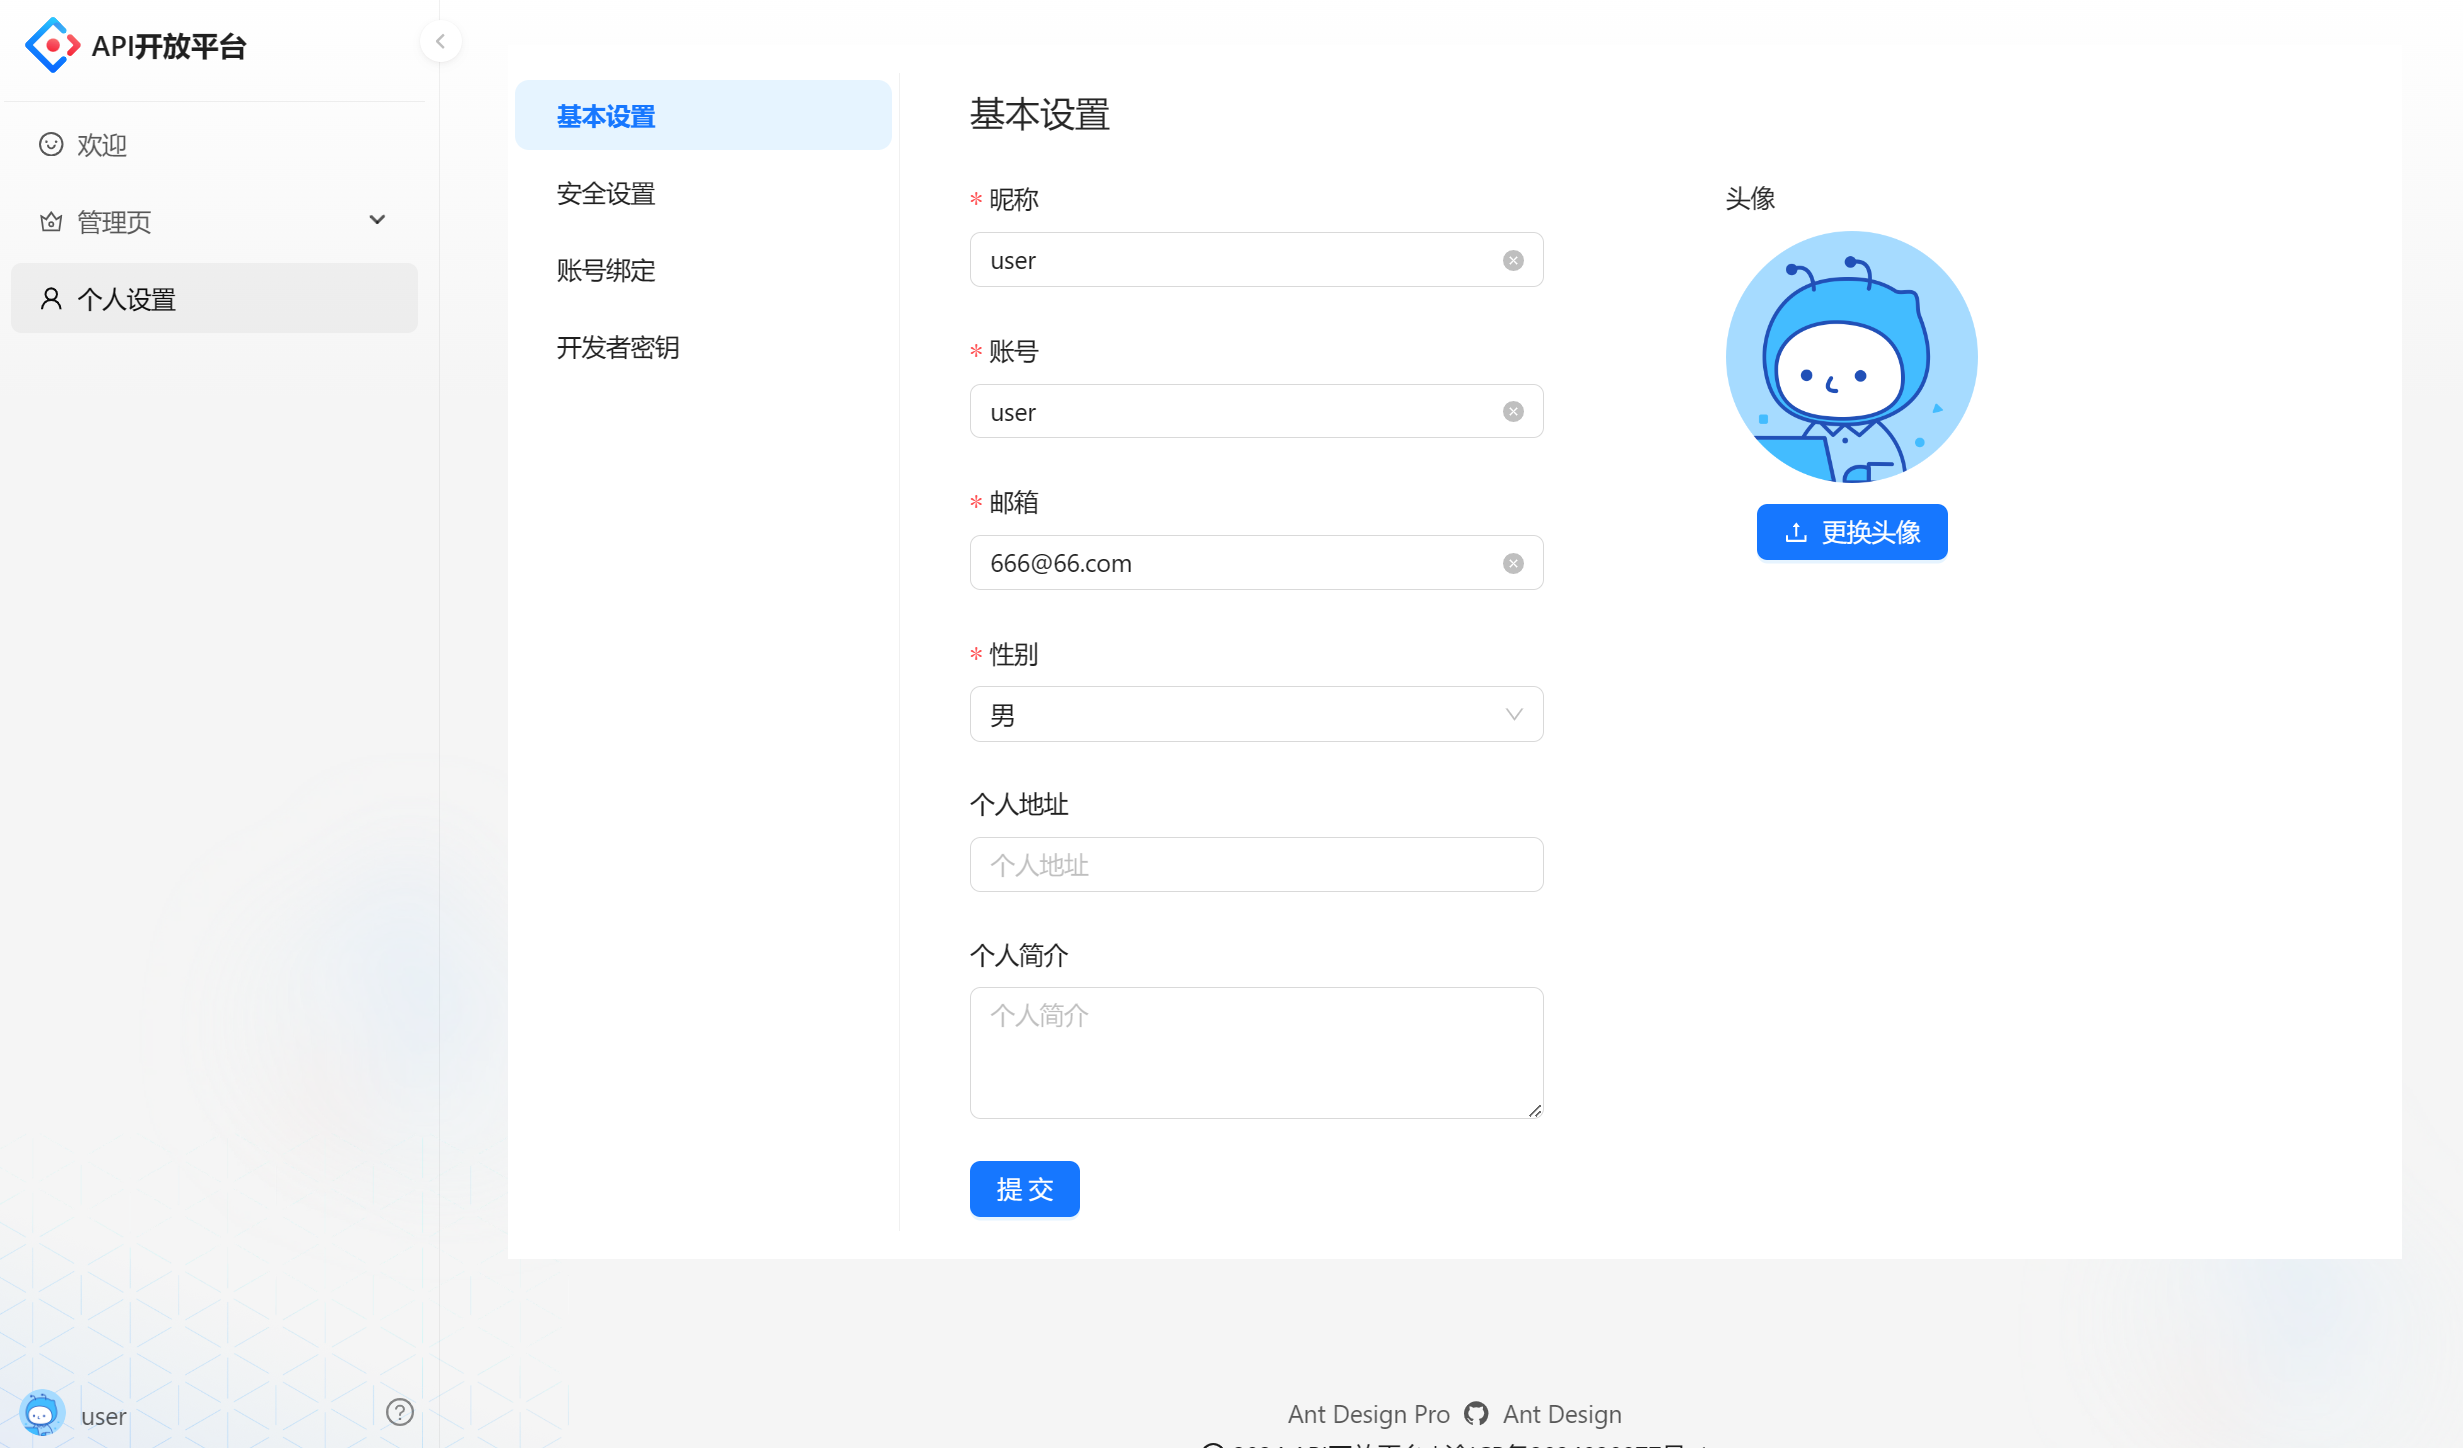 API开放平台
欢迎
管理页
个人设置
基本设置
安全设置
账号绑定
开发者密钥
基本设置
* 昵称
user
* 账号
user
* 邮箱
666@66.com
* 性别
男
个人地址
个人地址
个人简介
个人简介
提 交
头像
更换头像
user
Ant Design Pro Ant Design